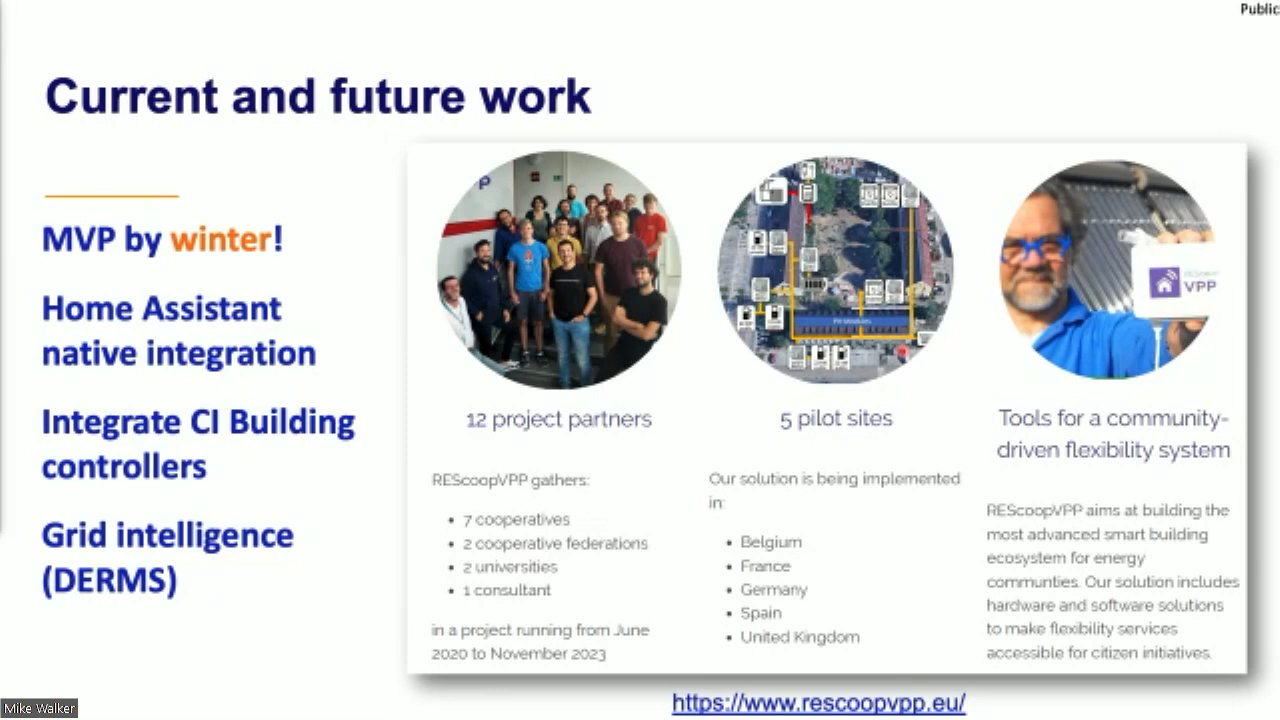 Public
Current and future work
MVP by winter!
Home Assistant
native integration
Integrate CI Building
controllers
Grid intelligence
(DERMS)
VPP
12 project partners
REScoopVPP gathers:
• 7 cooperatives
• 2 cooperative federations
• 2 universities
• 1 consultant
in a project running from June
2020 to November 2023
5 pilot sites
Our solution is being implemented
in:
• Belgium
• France
• Germany
• Spain
• United Kingdom
Tools for a community-
driven flexibility system
REScoopVPP aims at building the
most advanced smart building
ecosystem for energy
communties. Our solution includes
hardware and software solutions
to make flexibility services
accessible for citizen initiatives.
https://www.rescoopvpp.eu/
Mike Walker